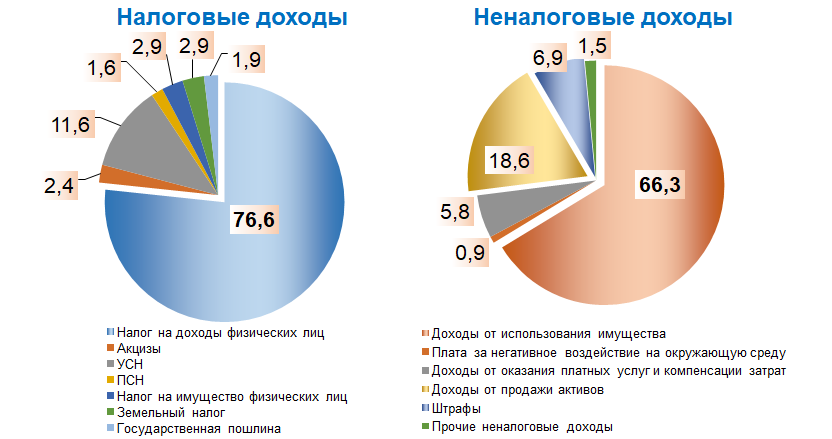 Налоговые доходы
2,9
2,9
1,9
1,6
11,6
2,4
76,6
Налог на доходы физических лиц
Акцизы
УСН
ПСН
Налог на имущество физических лиц
Земельный налог
Государственная пошлина
Неналоговые доходы
1,5
6,9
18,6
66,3
5,8
0,9
Доходы от использования имущества
Плата за негативное воздействие на окружающую среду
Доходы от оказания платных услуг и компенсации затрат
Доходы от продажи активов
Штрафы
Прочие неналоговые доходы